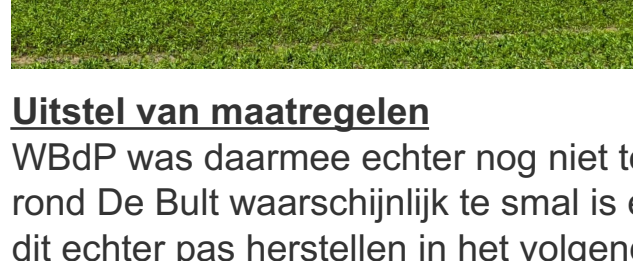 Uitstel van maatregelen
WBdP was daarmee echter nog niet
rond De Bult waarschijnlijk te smal is
dit echter pas herstellen in het